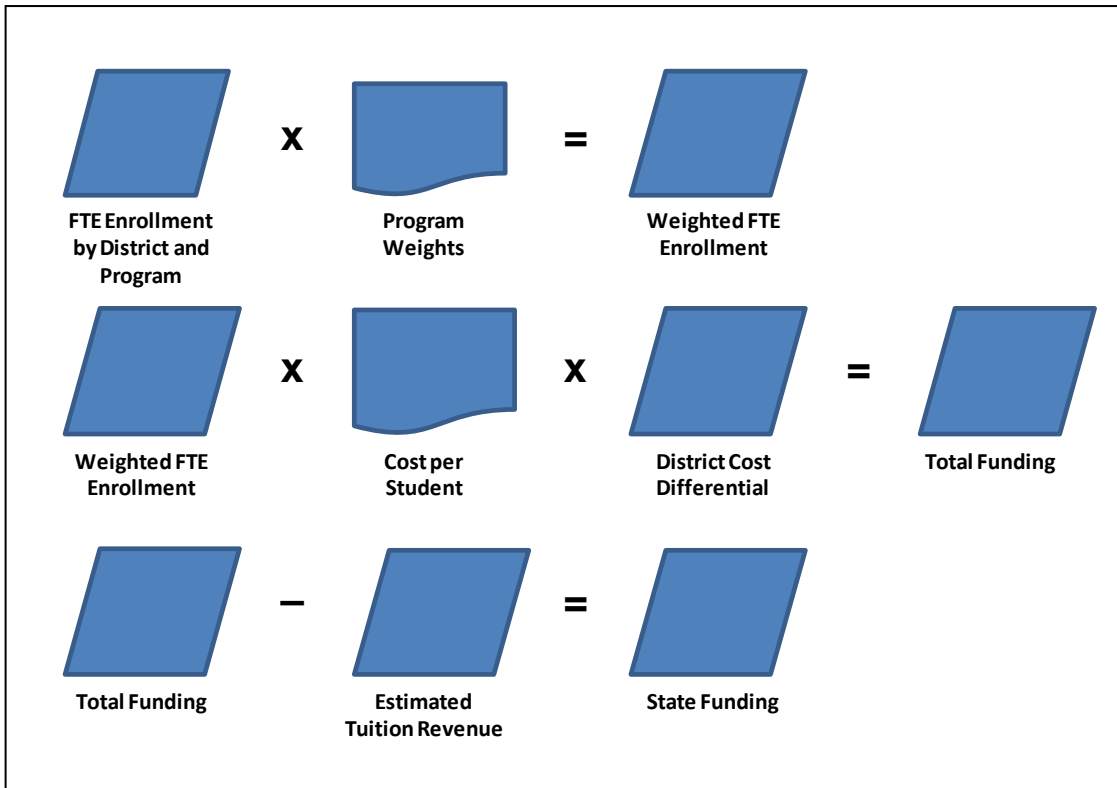 X
=
FTE Enrollment
by District and
Program
Program
Weights
Weighted FTE
Enrollment
X
X
=
Weighted FTE
Enrollment
Cost per
Student
District Cost
Differential
Total Funding
–
=
Total Funding
Estimated
Tuition Revenue
State Funding